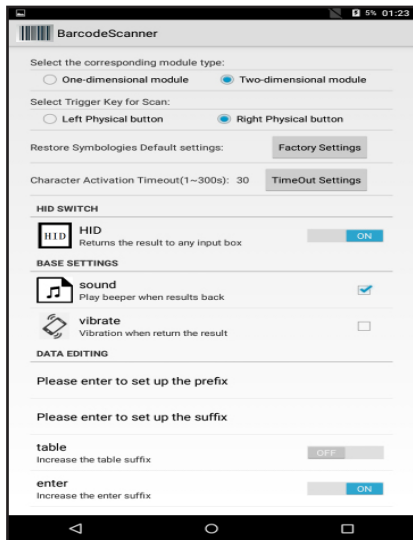 5% 01:23
BarcodeScanner
Select the corresponding module type:
One-dimensional module Two-dimensional module
Select Trigger Key for Scan:
Left Physical button Right Physical button
Restore Symbologies Default settings: Factory Settings
Character Activation Timeout(1~300s): 30 TimeOut Settings
HID SWITCH
HID
HID
ON
Returns the result to any input box
BASE SETTINGS
sound
Play beeper when results back
vibrate
Vibration when return the result
DATA EDITING
Please enter to set up the prefix
Please enter to set up the suffix
table
OFF
Increase the table suffix
enter
ON
Increase the enter suffix